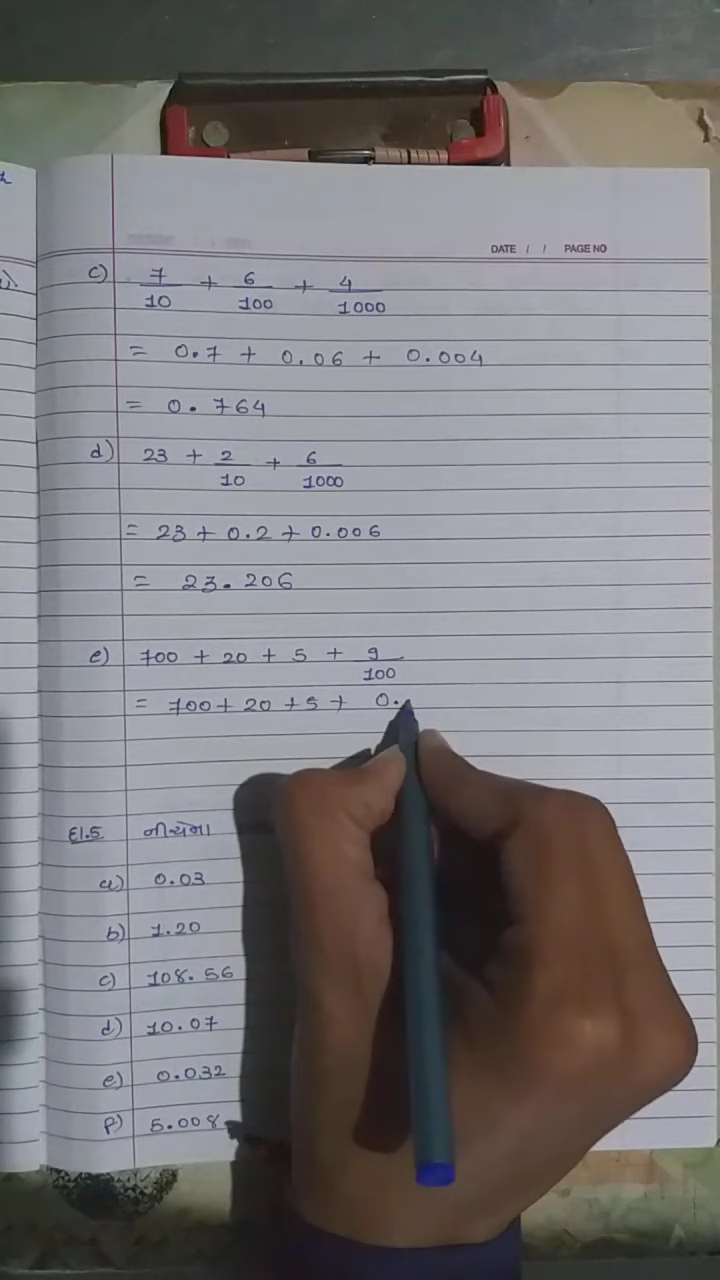 DATE / / PAGE NO
c) 7/10 + 6/100 + 4/1000
= 0.7 + 0.06 + 0.004
= 0.764
d) 23 + 2/10 + 6/1000
= 23 + 0.2 + 0.006
= 23.206
e) 700 + 20 + 5 + 9/100
= 700 + 20 + 5 + 0.
દા.5 નીચેના
a) 0.03
b) 1.20
c) 108.56
d) 10.07
e) 0.032
f) 5.008